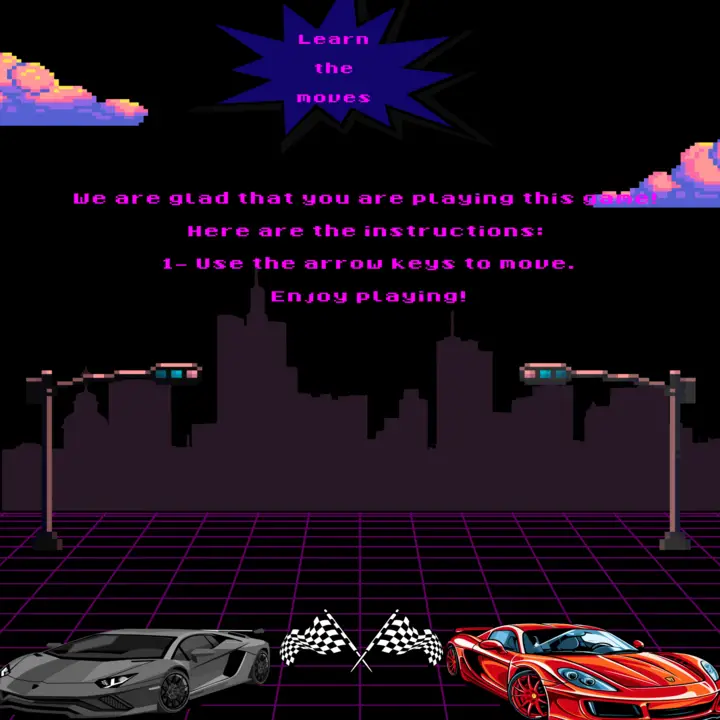 Learn
the
moves
We are glad that you are playing this game!
Here are the instructions:
1- Use the arrow keys to move.
Enjoy playing!